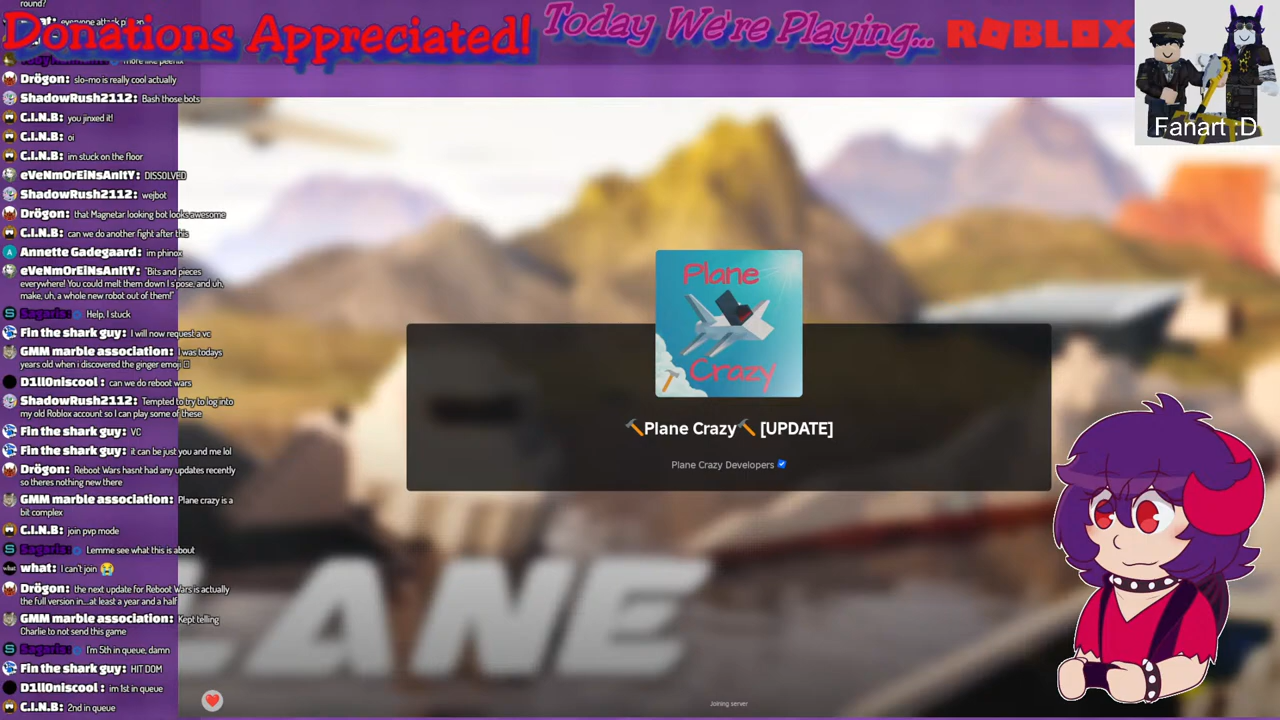 round?
Donations Appreciated!
Today We're Playing...
ROBLOX
Fanart :D
Drögon: slo-mo is really cool actually
ShadowRush2112: Bash those bots
C.I.N.B: you jinxed it!
C.I.N.B: oi
C.I.N.B: im stuck on the floor
eVeNmOrEiNsAnItY: DISSOLVED
ShadowRush2112: wejbot
Drögon: that Magnetar looking bot looks awesome
C.I.N.B: can we do another fight after this
A Annette Gadegaard: im phinox
eVeNmOrEiNsAnItY: "Bits and pieces
everywhere! You could melt them down I s'pose, and uh,
make, uh, a whole new robot out of them!"
S Sagaris: Help, I stuck
Fin the shark guy: I will now request a vc
GMM marble association: I was todays
years old when i discovered the ginger emoji
D1ll0niscool: can we do reboot wars
ShadowRush2112: Tempted to try to log into
my old Roblox account so I can play some of these
Fin the shark guy: VC
Fin the shark guy: it can be just you and me lol
Drögon: Reboot Wars hasnt had any updates recently
so theres nothing new there
GMM marble association: Plane crazy is a
bit complex
C.I.N.B: join pvp mode
S Sagaris: Lemme see what this is about
what what: I can't join 😭
Drögon: the next update for Reboot Wars is actually
the full version in...at least a year and a half
GMM marble association: Kept telling
Charlie to not send this game
S Sagaris: I'm 5th in queue, damn
Fin the shark guy: HIT DOM
D1ll0niscool: im 1st in queue
C.I.N.B: 2nd in queue
Plane
Crazy
🔨Plane Crazy🔨 [UPDATE]
Plane Crazy Developers
LANE
Joining server